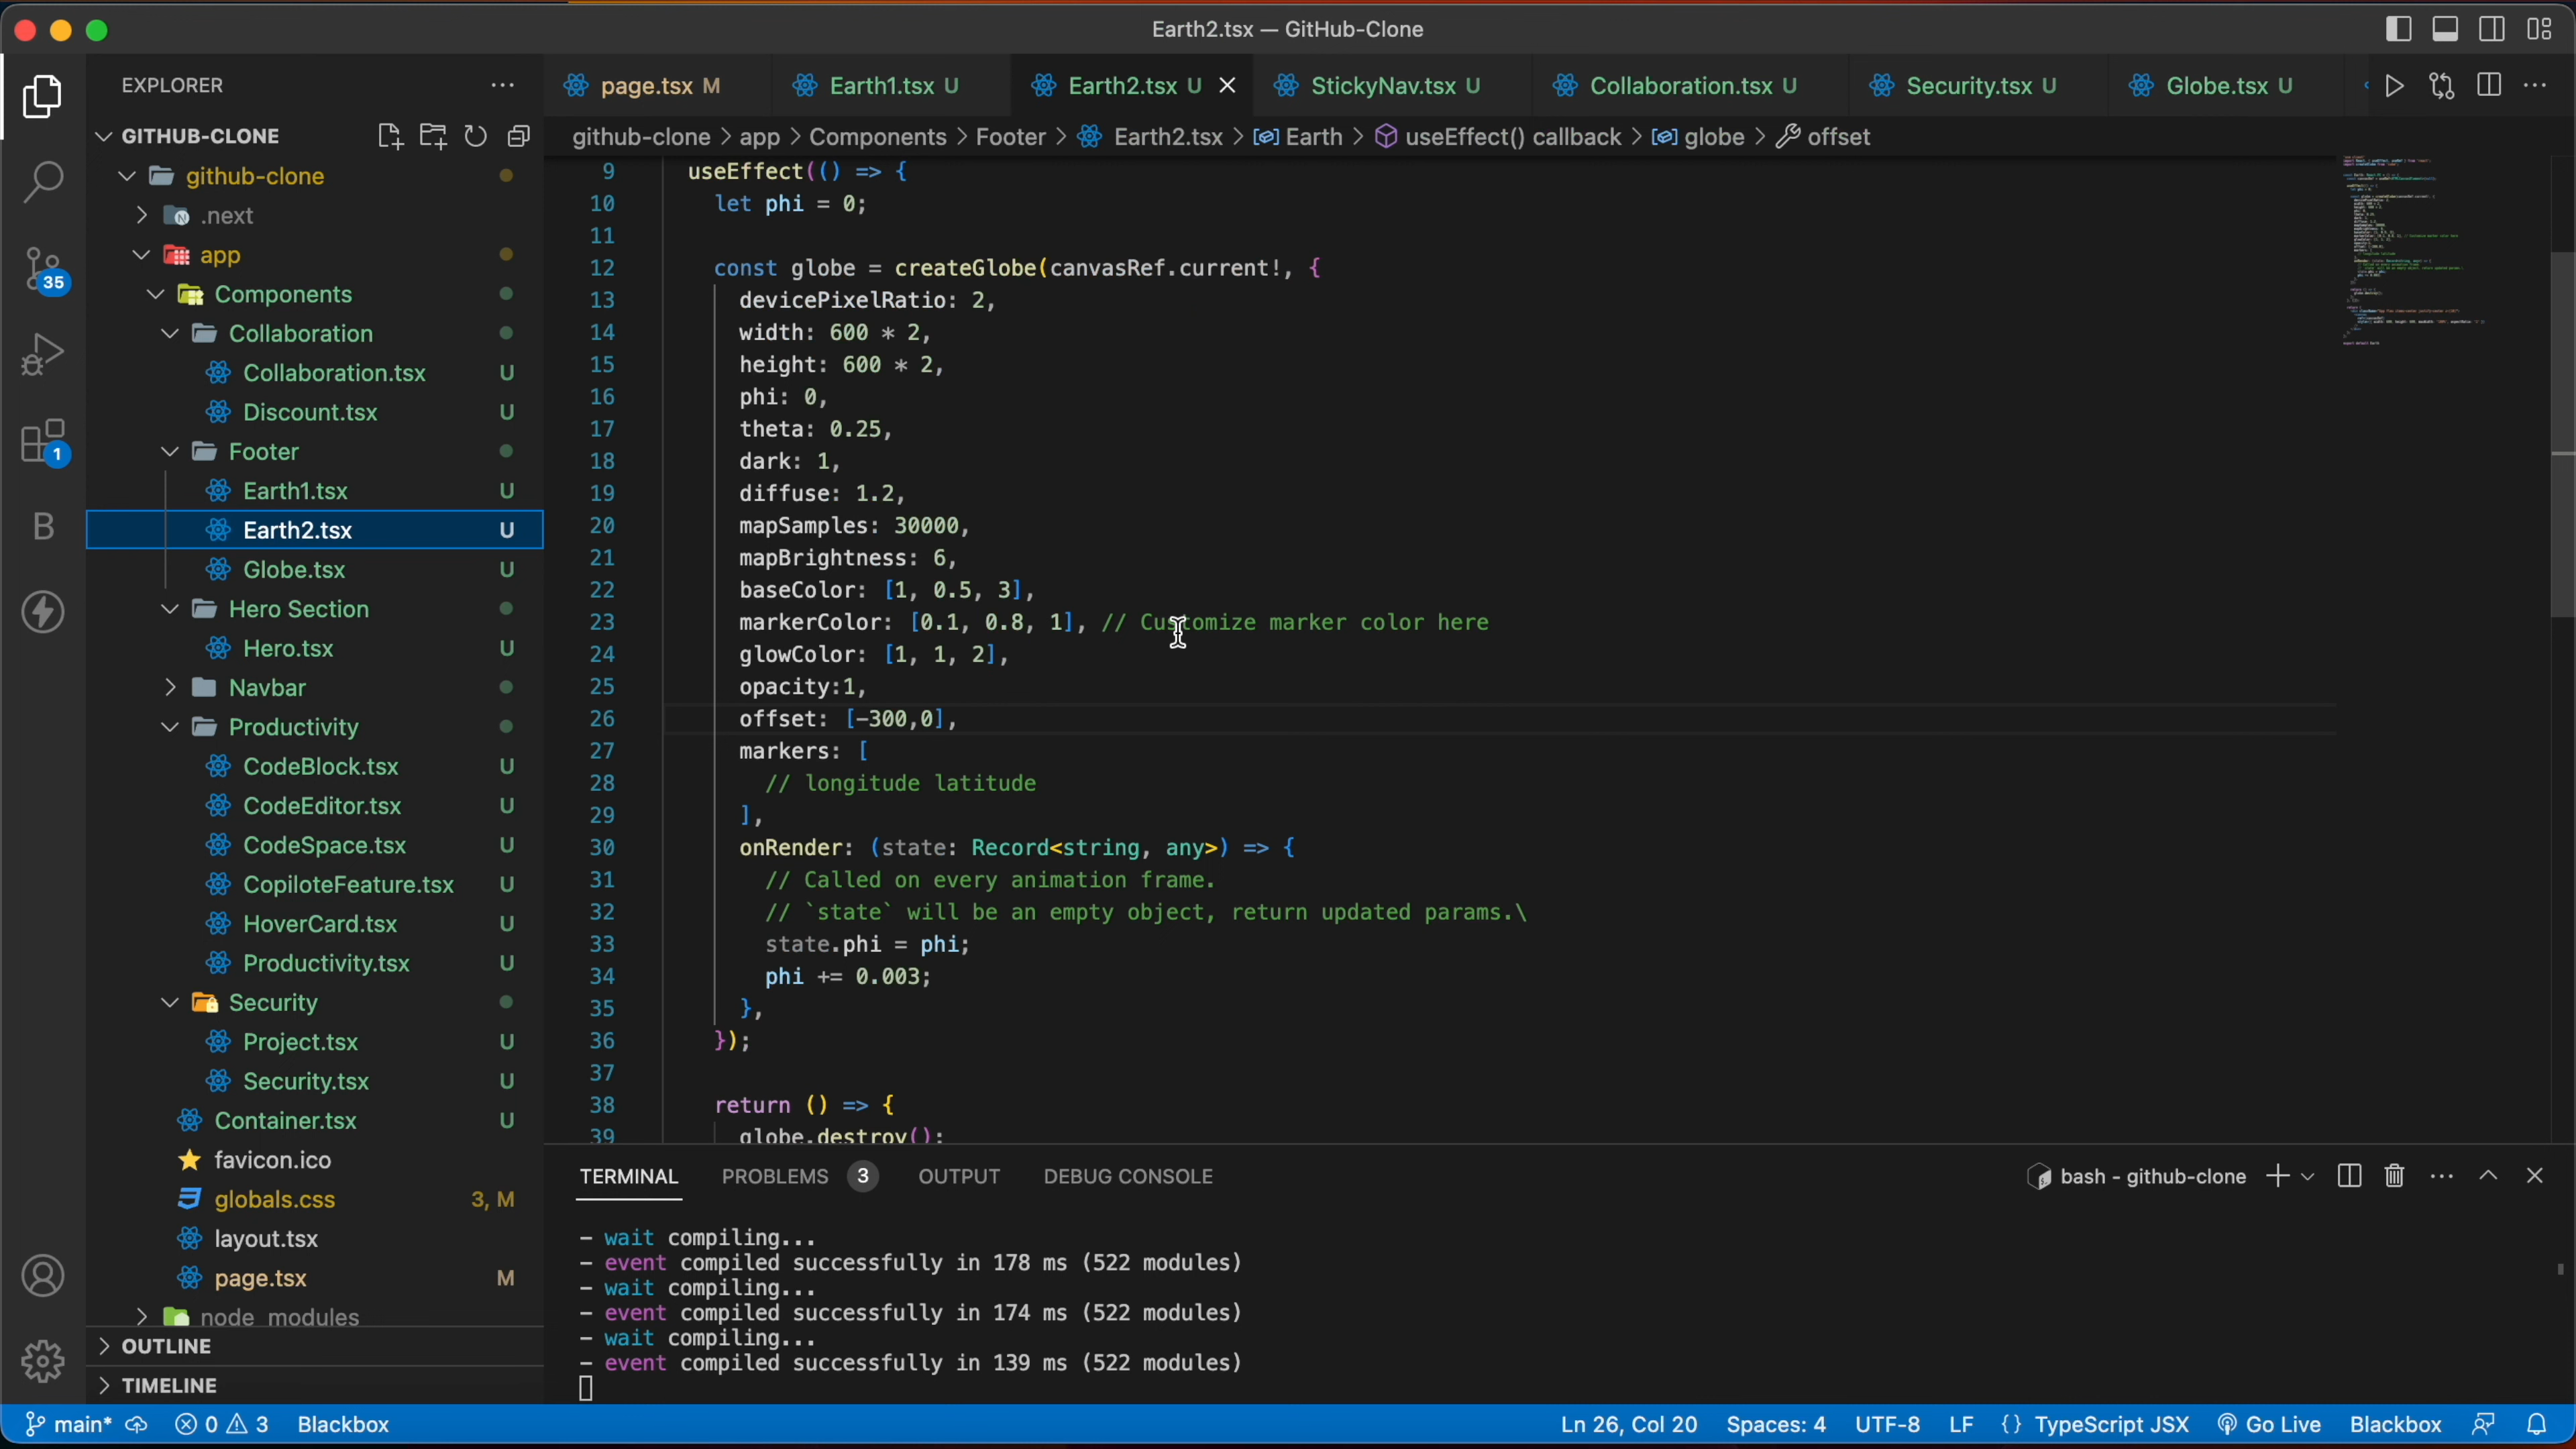 Earth2.tsx — GitHub-Clone
EXPLORER
page.tsx M
Earth1.tsx U
Earth2.tsx U
StickyNav.tsx U
Collaboration.tsx U
Security.tsx U
Globe.tsx U
GITHUB-CLONE
github-clone > app > Components > Footer > Earth2.tsx > Earth > useEffect() callback > globe > offset
github-clone
.next
app
Components
Collaboration
Collaboration.tsx U
Discount.tsx U
Footer
Earth1.tsx U
Earth2.tsx U
Globe.tsx U
Hero Section
Hero.tsx U
Navbar
Productivity
CodeBlock.tsx U
CodeEditor.tsx U
CodeSpace.tsx U
CopiloteFeature.tsx U
HoverCard.tsx U
Productivity.tsx U
Security
Project.tsx U
Security.tsx U
Container.tsx U
favicon.ico
globals.css 3, M
layout.tsx
page.tsx M
node_modules
OUTLINE
TIMELINE
35
1
B
9 useEffect(() => {
10 let phi = 0;
11
12 const globe = createGlobe(canvasRef.current!, {
13 devicePixelRatio: 2,
14 width: 600 * 2,
15 height: 600 * 2,
16 phi: 0,
17 theta: 0.25,
18 dark: 1,
19 diffuse: 1.2,
20 mapSamples: 30000,
21 mapBrightness: 6,
22 baseColor: [1, 0.5, 3],
23 markerColor: [0.1, 0.8, 1], // Customize marker color here
24 glowColor: [1, 1, 2],
25 opacity:1,
26 offset: [-300,0],
27 markers: [
28 // longitude latitude
29 ],
30 onRender: (state: Record<string, any>) => {
31 // Called on every animation frame.
32 // `state` will be an empty object, return updated params.\
33 state.phi = phi;
34 phi += 0.003;
35 },
36 });
37
38 return () => {
39 globe.destroy();
TERMINAL PROBLEMS 3 OUTPUT DEBUG CONSOLE
bash - github-clone
- wait compiling...
- event compiled successfully in 178 ms (522 modules)
- wait compiling...
- event compiled successfully in 174 ms (522 modules)
- wait compiling...
- event compiled successfully in 139 ms (522 modules)
main* 0 3 Blackbox
Ln 26, Col 20 Spaces: 4 UTF-8 LF {} TypeScript JSX Go Live Blackbox